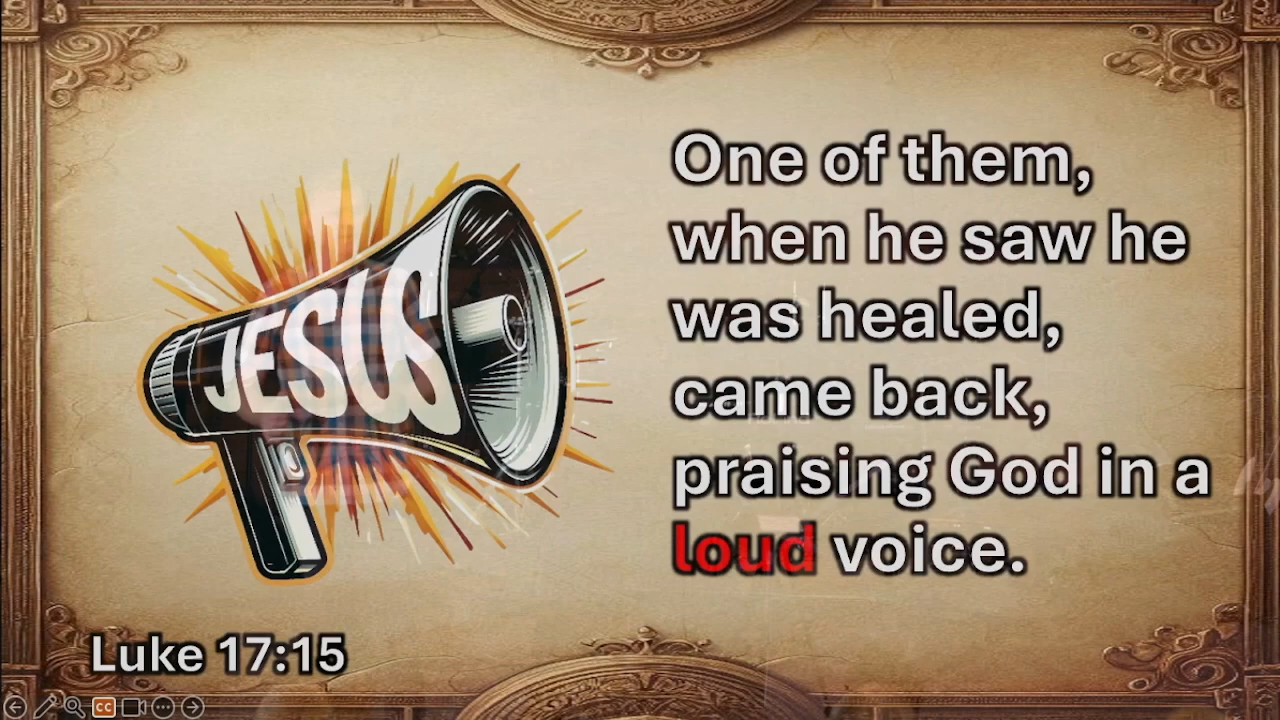 One of them,
when he saw he
was healed,
came back,
praising God in a
loud voice.
JESUS
Luke 17:15
CC